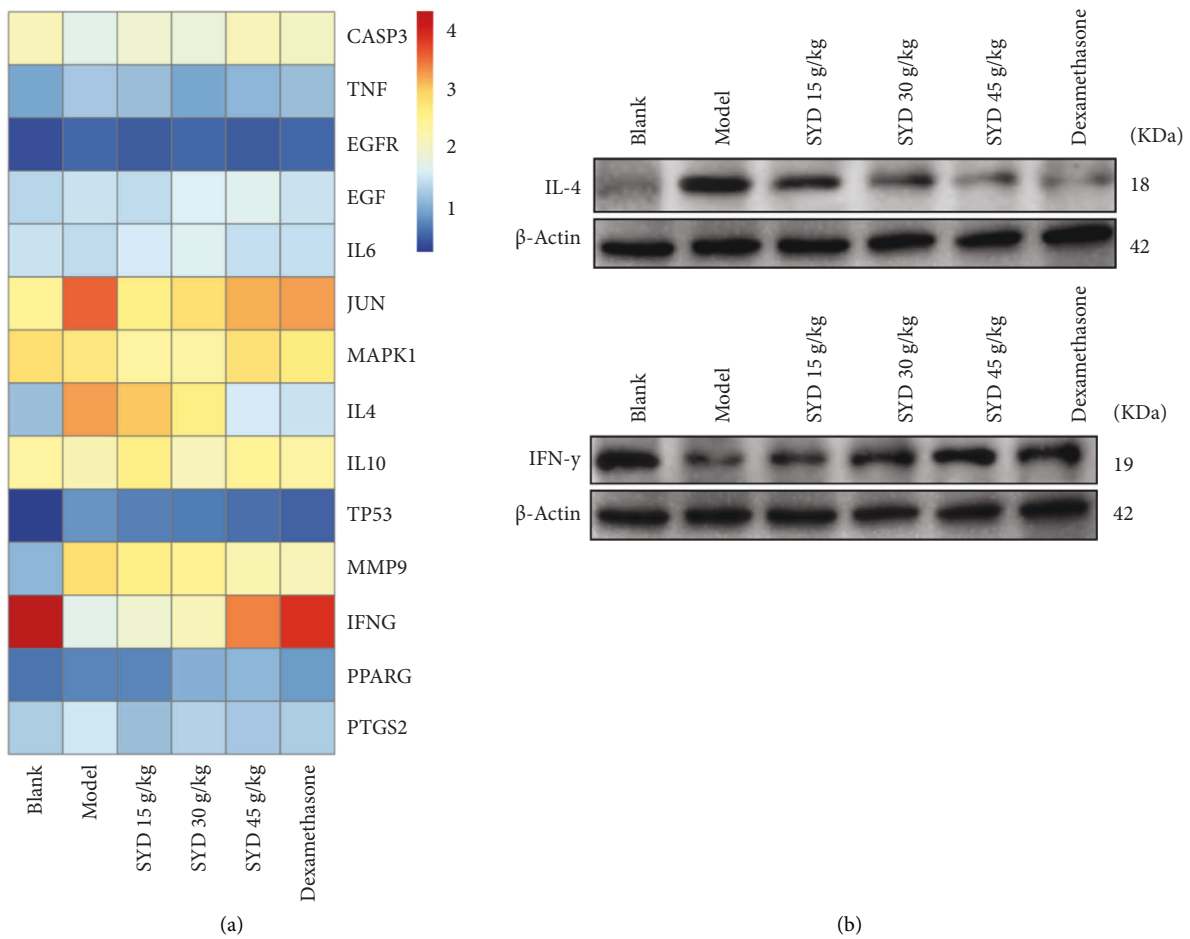 CASP3
TNF
EGFR
EGF
IL6
JUN
MAPK1
IL4
IL10
TP53
MMP9
IFNG
PPARG
PTGS2
4
3
2
1
Blank
Model
SYD 15 g/kg
SYD 30 g/kg
SYD 45 g/kg
Dexamethasone
(a)
Blank
Model
SYD 15 g/kg
SYD 30 g/kg
SYD 45 g/kg
Dexamethasone
(KDa)
IL-4
18
β-Actin
42
Blank
Model
SYD 15 g/kg
SYD 30 g/kg
SYD 45 g/kg
Dexamethasone
(KDa)
IFN-y
19
β-Actin
42
(b)